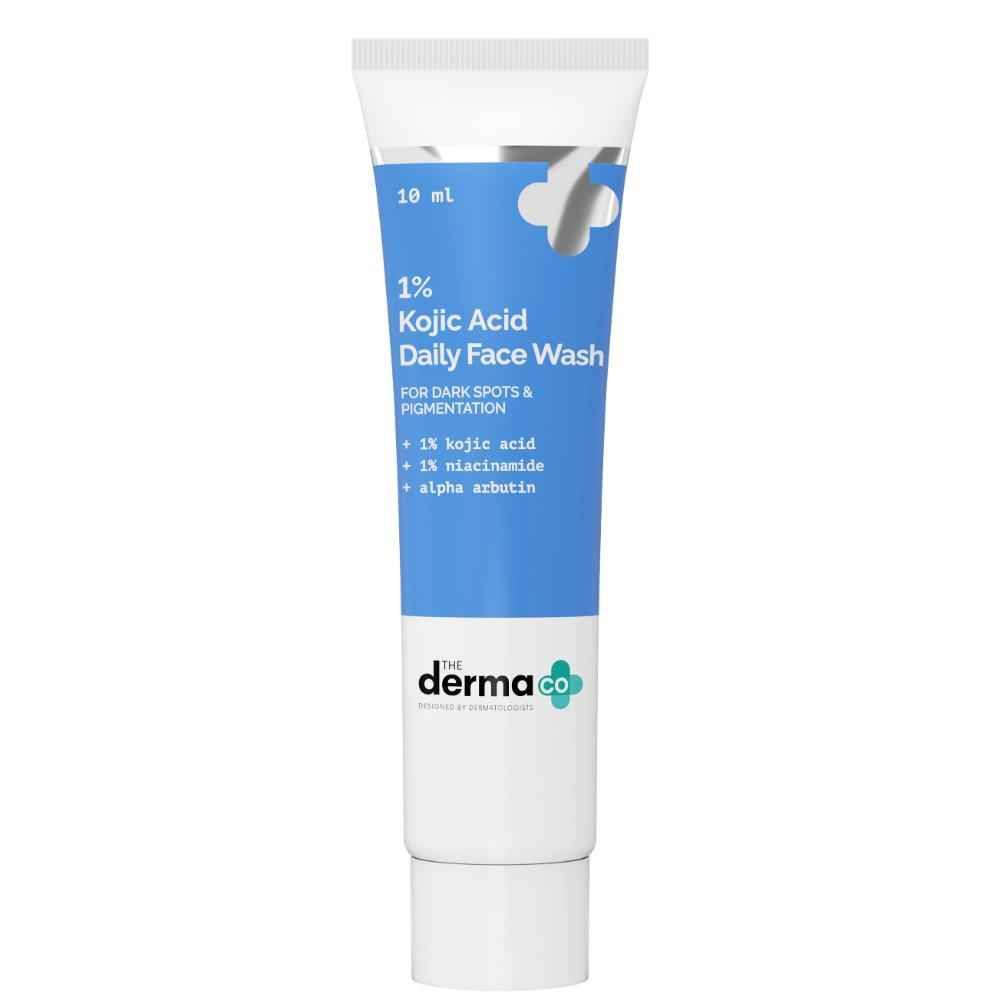 10 ml
1%
Kojic Acid
Daily Face Wash
FOR DARK SPOTS &
PIGMENTATION
+ 1% kojic acid
+ 1% niacinamide
+ alpha arbutin
THE
derma co
DESIGNED BY DERMATOLOGISTS